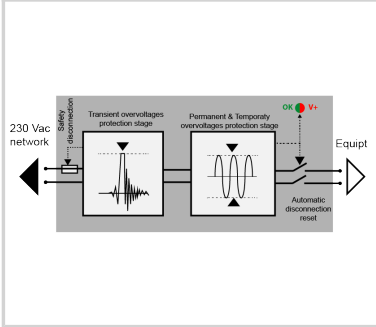 OK V+
Safety
disconnection
Transient overvoltages
protection stage
Permanent & Temporaty
overvoltages protection stage
230 Vac
network
Equipt
Automatic
disconnection
reset